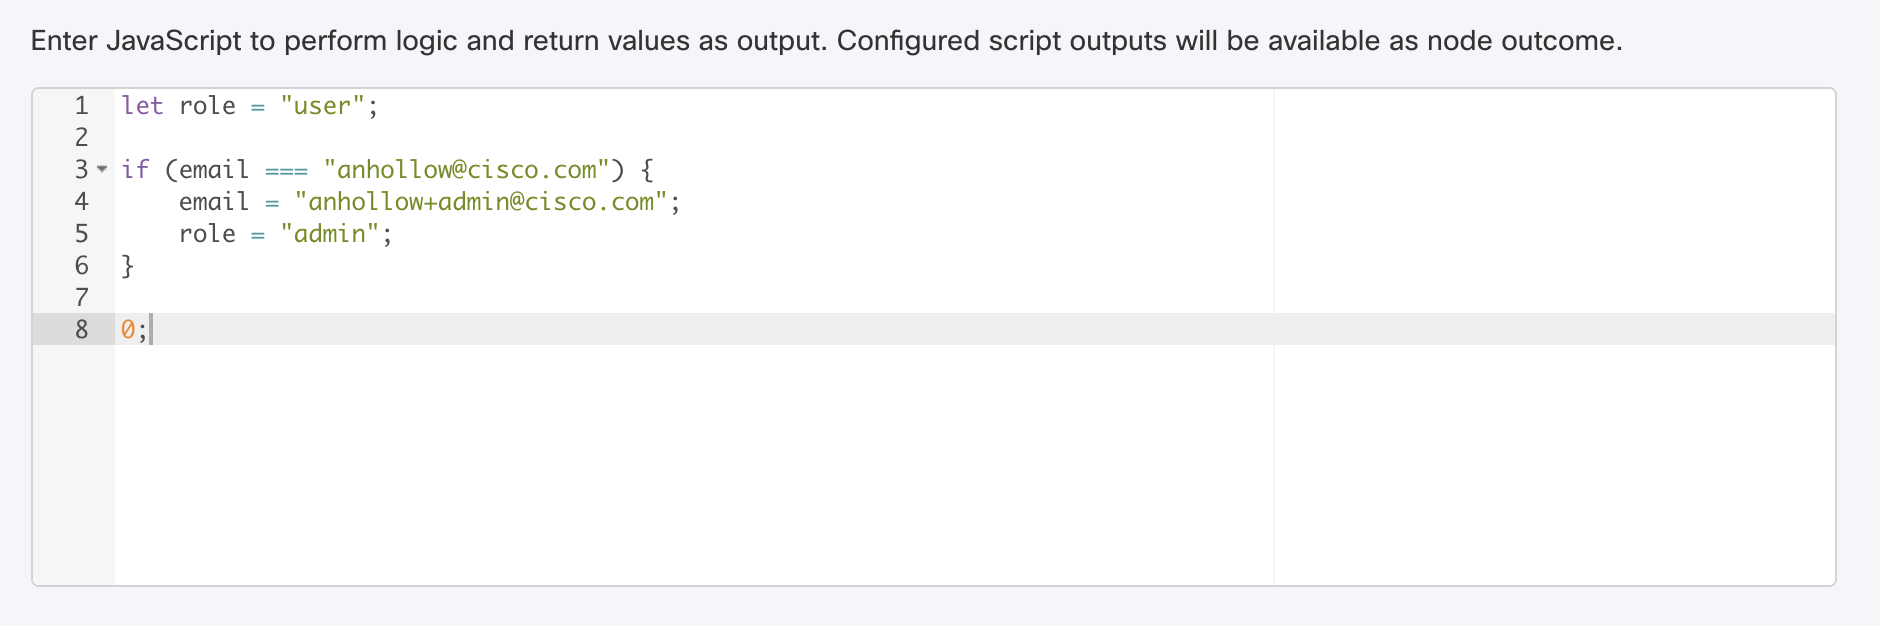 Enter JavaScript to perform logic and return values as output. Configured script outputs will be available as node outcome.
1 let role = "user";
2
3 if (email === "anhollow@cisco.com") {
4     email = "anhollow+admin@cisco.com";
5     role = "admin";
6 }
7
8 0;